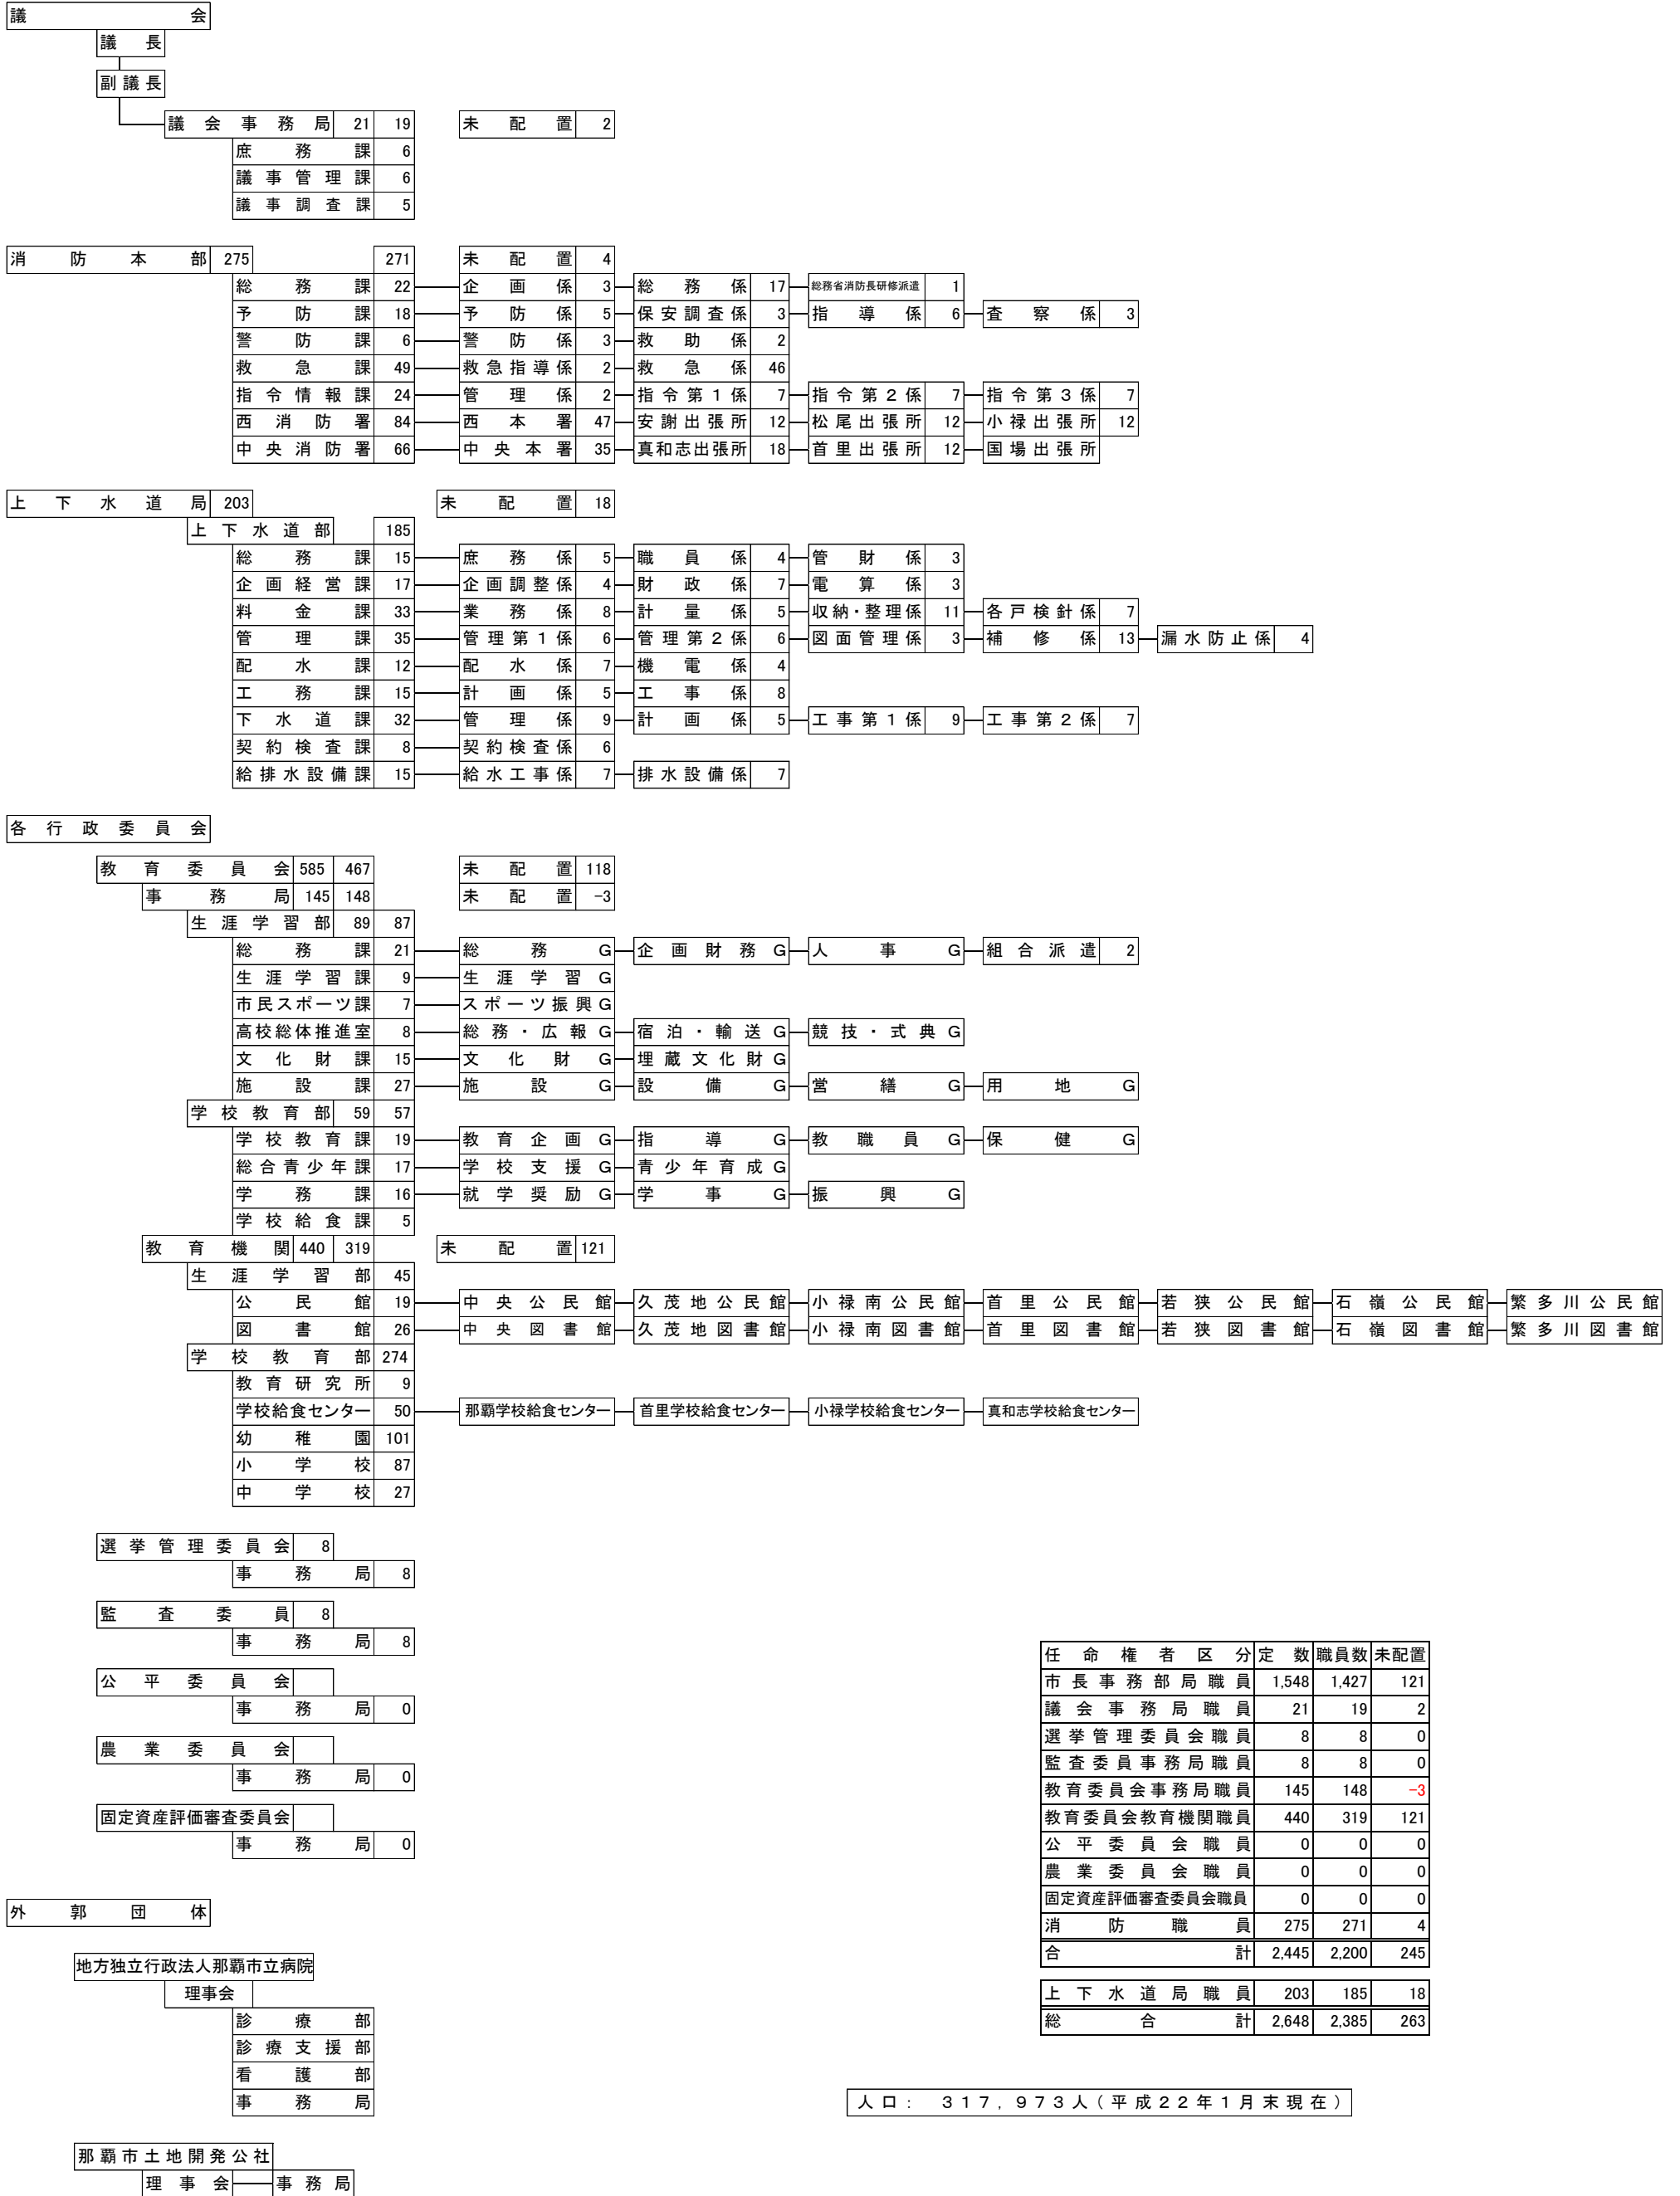 議会
議長
副議長
議会事務局 21 19 未配置 2
庶務課 6
議事管理課 6
議事調査課 5
消防本部 275 271 未配置 4
総務課 22 企画係 3 総務係 17 総務省消防長研修派遣 1
予防課 18 予防係 5 保安調査係 3 指導係 6 査察係 3
警防課 6 警防係 3 救助係 2
救急課 49 救急指導係 2 救急係 46
指令情報課 24 管理係 2 指令第1係 7 指令第2係 7 指令第3係 7
西消防署 84 西本署 47 安謝出張所 12 松尾出張所 12 小禄出張所 12
中央消防署 66 中央本署 35 真和志出張所 18 首里出張所 12 国場出張所
上下水道局 203 未配置 18
上下水道部 185
総務課 15 庶務係 5 職員係 4 管財係 3
企画経営課 17 企画調整係 4 財政係 7 電算係 3
料金課 33 業務係 8 計量係 5 収納・整理係 11 各戸検針係 7
管理課 35 管理第1係 6 管理第2係 6 図面管理係 3 補修係 13 漏水防止係 4
配水課 12 配水係 7 機電係 4
工務課 15 計画係 5 工事係 8
下水道課 32 管理係 9 計画係 5 工事第1係 9 工事第2係 7
契約検査課 8 契約検査係 6
給排水設備課 15 給水工事係 7 排水設備係 7
各行政委員会
教育委員会 585 467 未配置 118
事務局 145 148 未配置 -3
生涯学習部 89 87
総務課 21 総務G 企画財務G 人事G 組合派遣 2
生涯学習課 9 生涯学習G
市民スポーツ課 7 スポーツ振興G
高校総体推進室 8 総務・広報G 宿泊・輸送G 競技・式典G
文化財課 15 文化財G 埋蔵文化財G
施設課 27 施設G 設備G 営繕G 用地G
学校教育部 59 57
学校教育課 19 教育企画G 指導G 教職員G 保健G
総合青少年課 17 学校支援G 青少年育成G
学務課 16 就学奨励G 学事G 振興G
学校給食課 5
教育機関 440 319 未配置 121
生涯学習部 45
公民館 19 中央公民館 久茂地公民館 小禄南公民館 首里公民館 若狭公民館 石嶺公民館 繁多川公民館
図書館 26 中央図書館 久茂地図書館 小禄南図書館 首里図書館 若狭図書館 石嶺図書館 繁多川図書館
学校教育部 274
教育研究所 9
学校給食センター 50 那覇学校給食センター 首里学校給食センター 小禄学校給食センター 真和志学校給食センター
幼稚園 101
小学校 87
中学校 27
選挙管理委員会 8
事務局 8
監査委員 8
事務局 8
公平委員会
事務局 0
農業委員会
事務局 0
固定資産評価審査委員会
事務局 0
外郭団体
地方独立行政法人那覇市立病院
理事会
診療部
診療支援部
看護部
事務局
那覇市土地開発公社
理事会 事務局
任命権者区分 定数 職員数 未配置
市長事務部局職員 1,548 1,427 121
議会事務局職員 21 19 2
選挙管理委員会職員 8 8 0
監査委員事務局職員 8 8 0
教育委員会事務局職員 145 148 -3
教育委員会教育機関職員 440 319 121
公平委員会職員 0 0 0
農業委員会職員 0 0 0
固定資産評価審査委員会職員 0 0 0
消防職員 275 271 4
合計 2,445 2,200 245
上下水道局職員 203 185 18
総合計 2,648 2,385 263
人口: 317,973人(平成22年1月末現在)